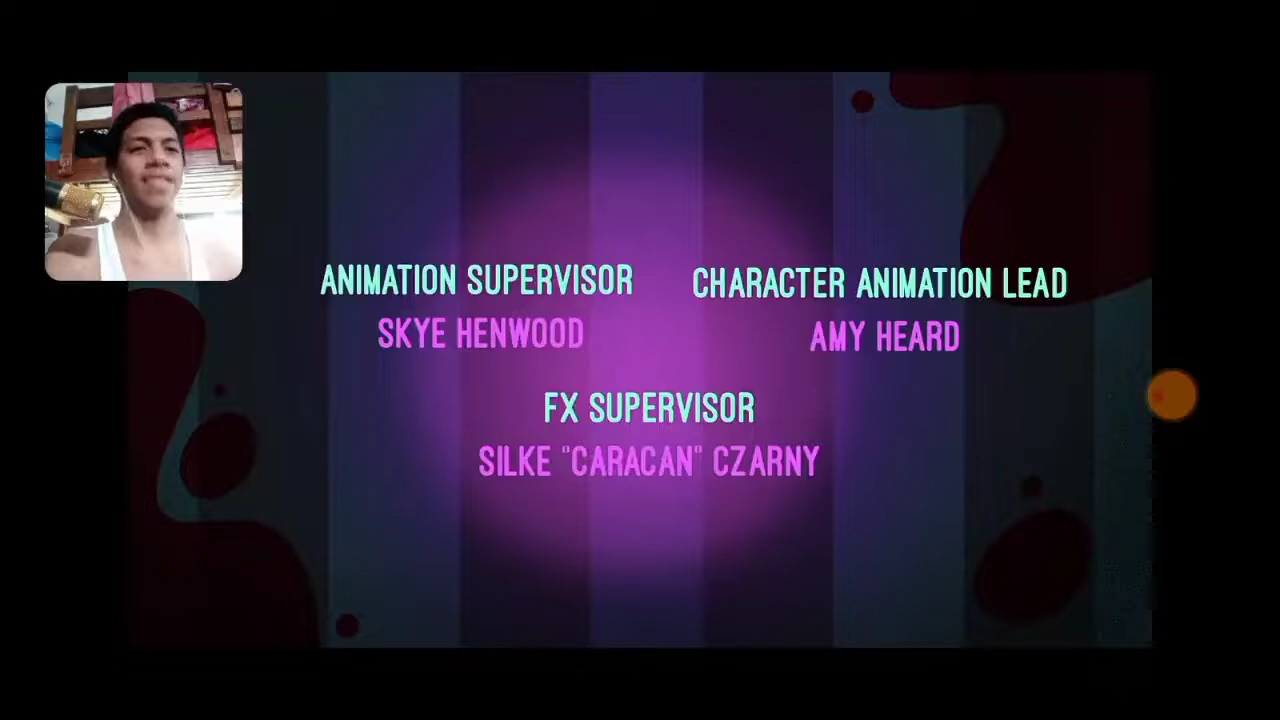 ANIMATION SUPERVISOR
SKYE HENWOOD
CHARACTER ANIMATION LEAD
AMY HEARD
FX SUPERVISOR
SILKE "CARACAN" CZARNY